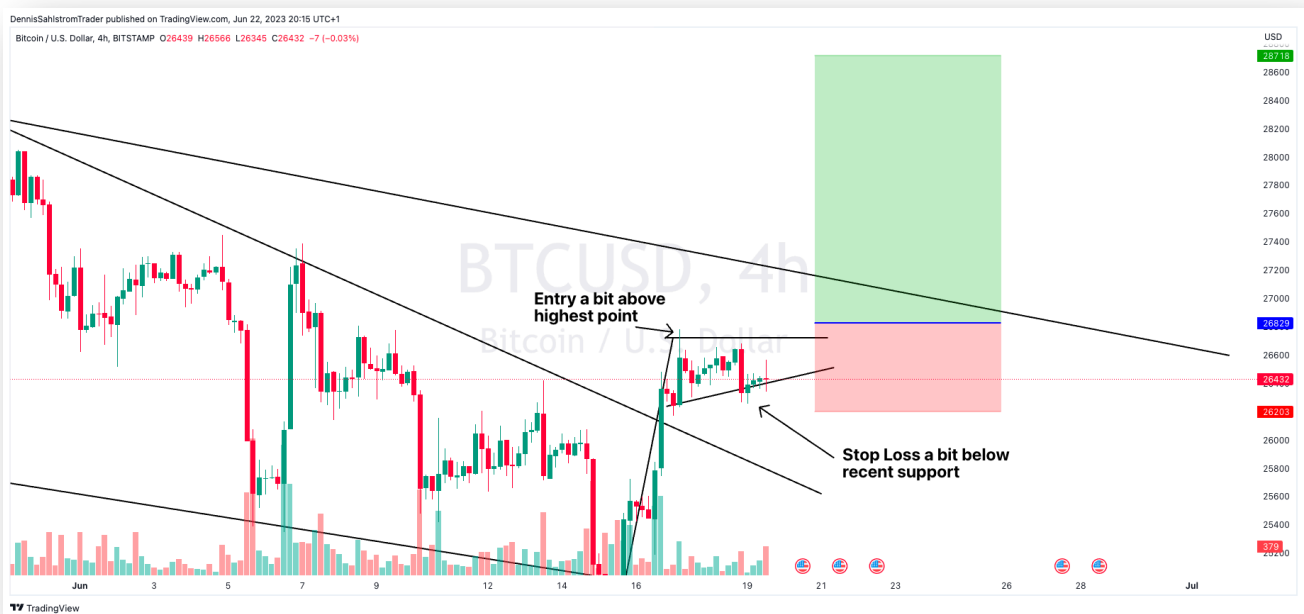 DennisSahlstromTrader published on TradingView.com, Jun 22, 2023 20:15 UTC+1
Bitcoin / U.S. Dollar, 4h, BITSTAMP O26439 H26566 L26345 C26432 −7 (−0.03%)
USD
28718
28600
28400
28200
28000
27800
27600
27400
BTCUSD, 4h
27200
Entry a bit above
highest point
27000
26829
Bitcoin / U.S. Dollar
26600
26432
26203
26000
Stop Loss a bit below
recent support
25800
25600
25400
379
25200
Jun 3 5 7 9 12 14 16 19 21 23 26 28 Jul
TradingView